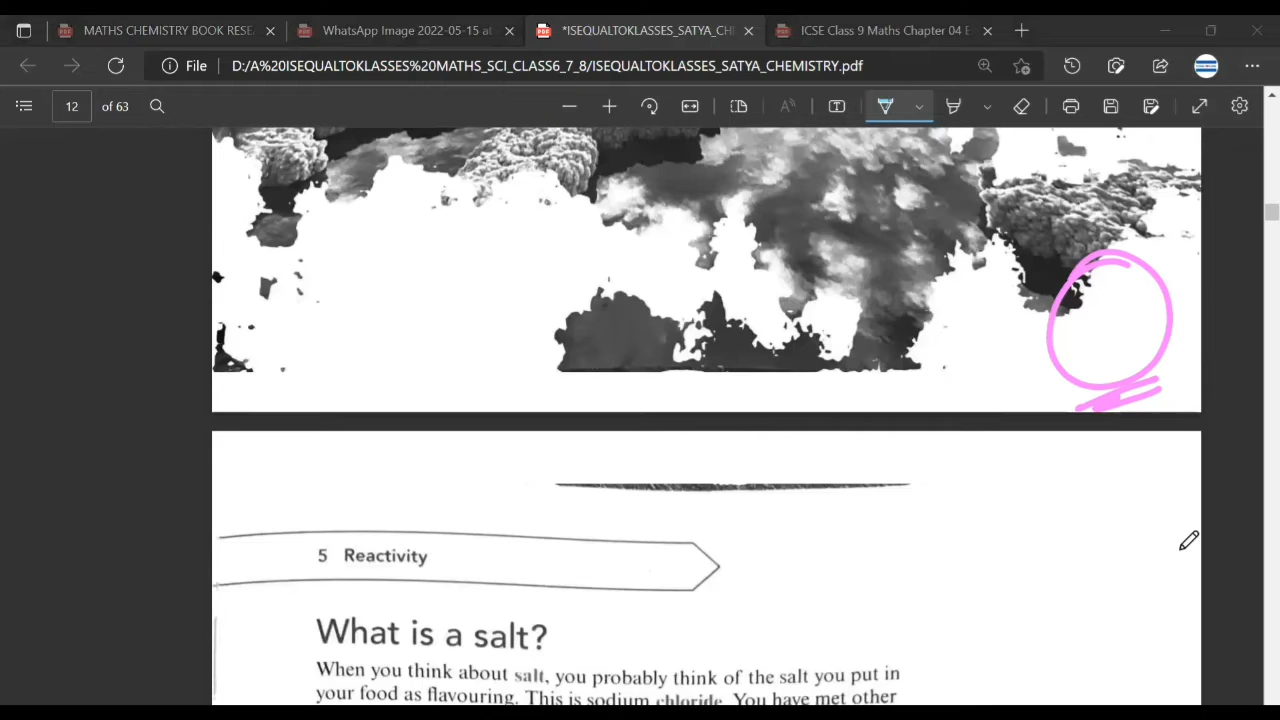 MATHS CHEMISTRY BOOK RESE
WhatsApp Image 2022-05-15 at
*ISEQUALTOKLASSES_SATYA_CHE
ICSE Class 9 Maths Chapter 04 E
File
D:/A%20ISEQUALTOKLASSES%20MATHS_SCI_CLASS6_7_8/ISEQUALTOKLASSES_SATYA_CHEMISTRY.pdf
12 of 63
5 Reactivity
What is a salt?
When you think about salt, you probably think of the salt you put in
your food as flavouring. This is sodium chloride. You have met other